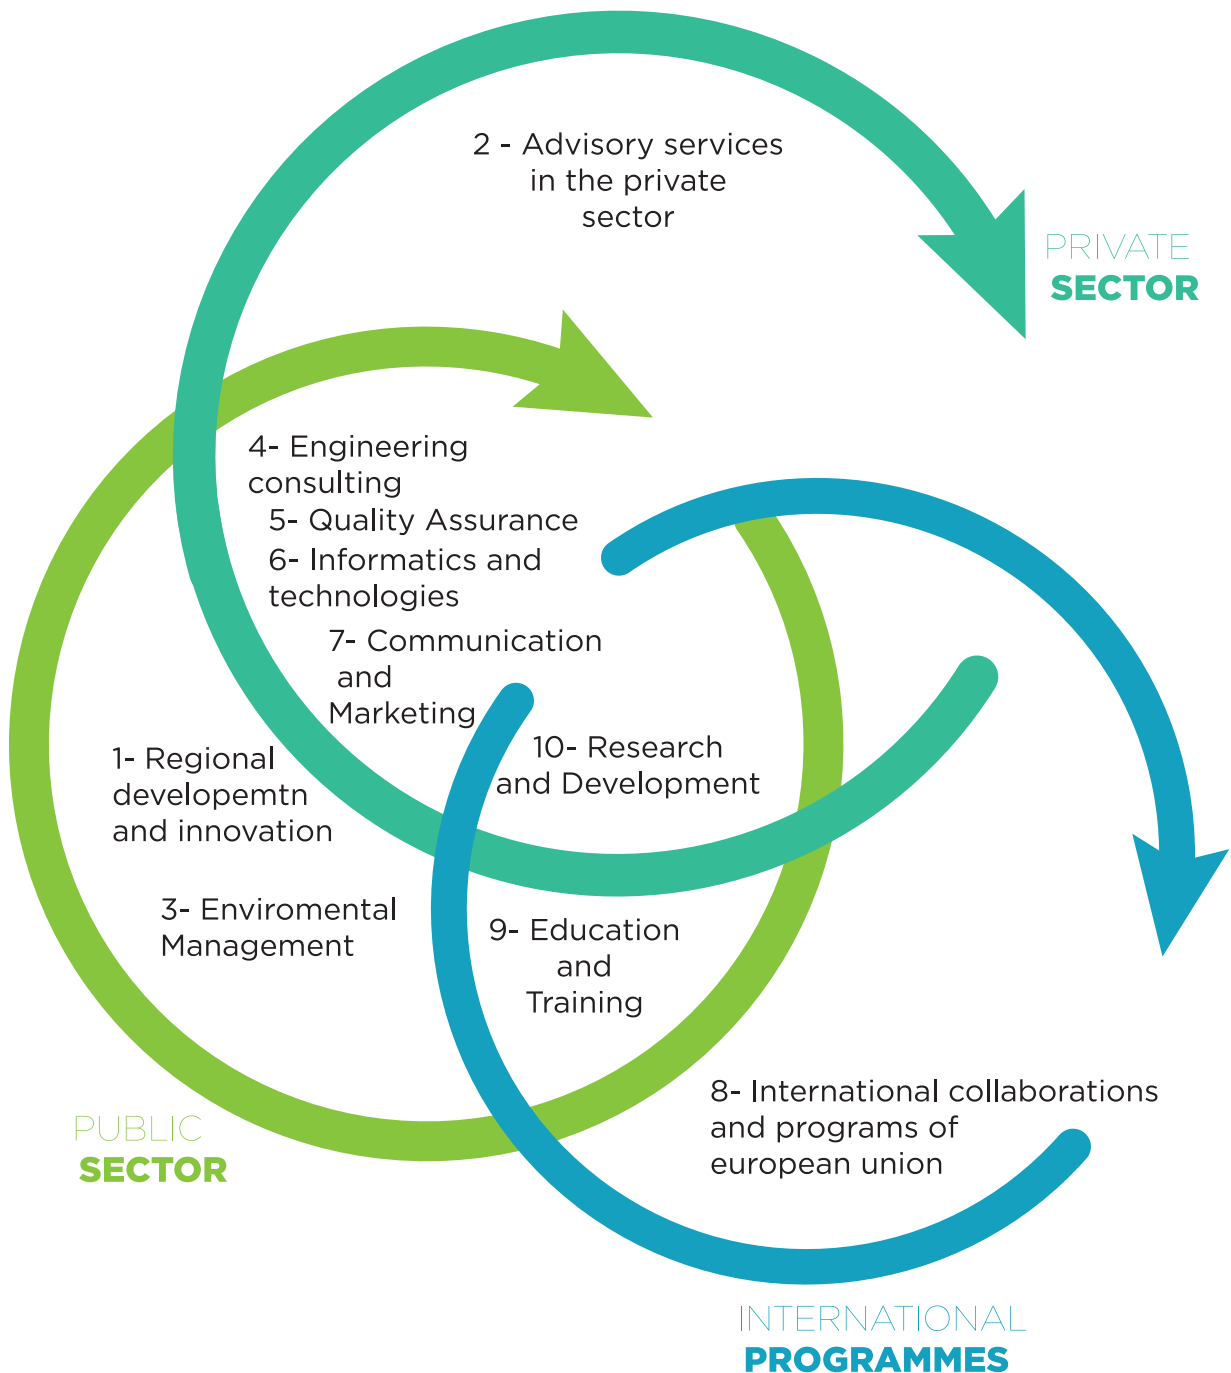 2 - Advisory services
in the private
sector
PRIVATE
SECTOR
4- Engineering
consulting
5- Quality Assurance
6- Informatics and
technologies
7- Communication
and
Marketing
10- Research
and Development
1- Regional
developemtn
and innovation
3- Enviromental
Management
9- Education
and
Training
8- International collaborations
and programs of
european union
PUBLIC
SECTOR
INTERNATIONAL
PROGRAMMES